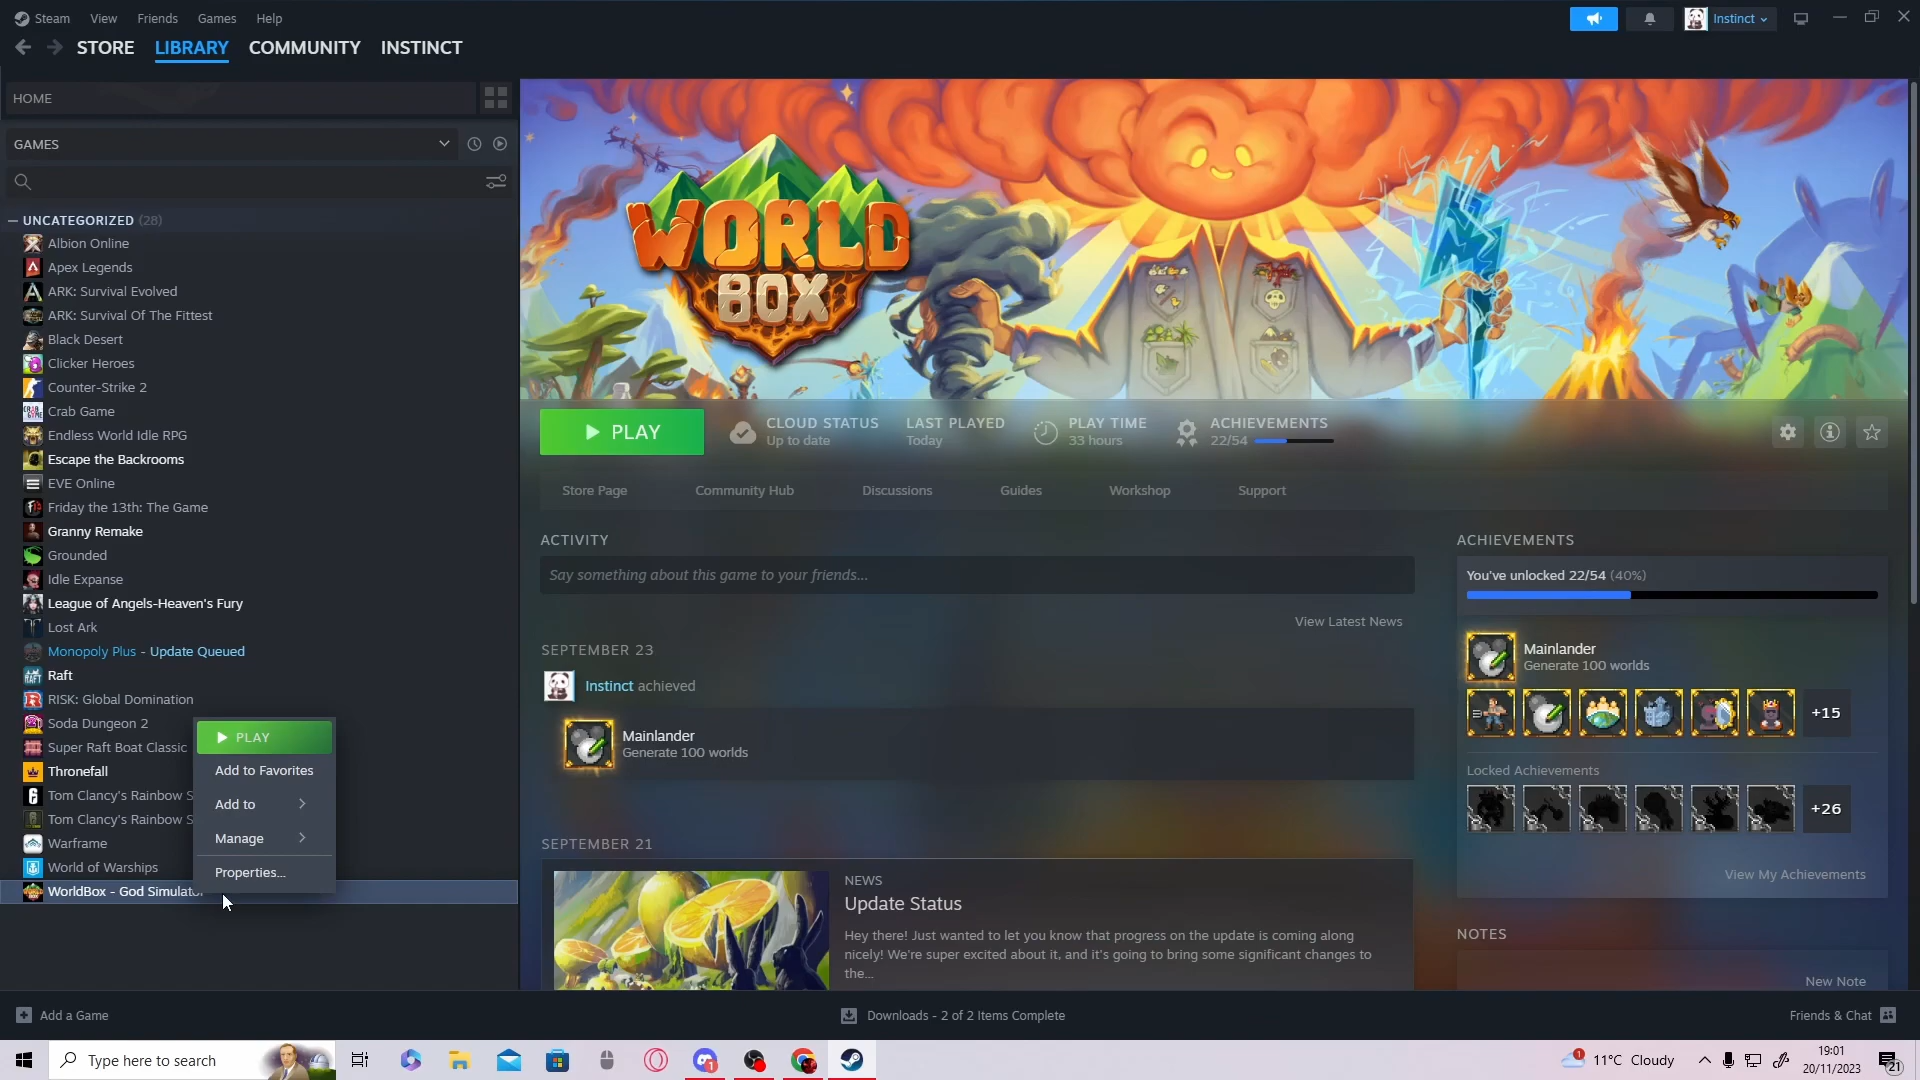 Steam View Friends Games Help
Instinct
STORE LIBRARY COMMUNITY INSTINCT
HOME
GAMES
UNCATEGORIZED (28)
Albion Online
Apex Legends
ARK: Survival Evolved
ARK: Survival Of The Fittest
Black Desert
Clicker Heroes
Counter-Strike 2
Crab Game
Endless World Idle RPG
Escape the Backrooms
EVE Online
Friday the 13th: The Game
Granny Remake
Grounded
Idle Expanse
League of Angels-Heaven's Fury
Lost Ark
Monopoly Plus - Update Queued
Raft
RISK: Global Domination
Soda Dungeon 2
Super Raft Boat Classic
Thronefall
Tom Clancy's Rainbow S
Tom Clancy's Rainbow S
Warframe
World of Warships
WorldBox - God Simulator
PLAY
Add to Favorites
Add to
Manage
Properties...
WORLD
BOX
PLAY
CLOUD STATUS
Up to date
LAST PLAYED
Today
PLAY TIME
33 hours
ACHIEVEMENTS
22/54
Store Page Community Hub Discussions Guides Workshop Support
ACTIVITY
Say something about this game to your friends...
View Latest News
SEPTEMBER 23
Instinct achieved
Mainlander
Generate 100 worlds
SEPTEMBER 21
NEWS
Update Status
Hey there! Just wanted to let you know that progress on the update is coming along
nicely! We're super excited about it, and it's going to bring some significant changes to
the...
ACHIEVEMENTS
You've unlocked 22/54 (40%)
Mainlander
Generate 100 worlds
+15
Locked Achievements
+26
View My Achievements
NOTES
New Note
Add a Game
Downloads - 2 of 2 Items Complete
Friends & Chat
Type here to search
1
1
11°C Cloudy
19:01
20/11/2023
21